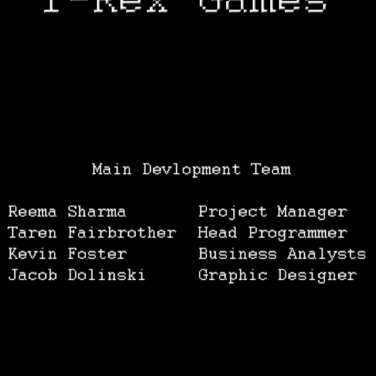 T-Rex Games
Main Devlopment Team
Reema Sharma Project Manager
Taren Fairbrother Head Programmer
Kevin Foster Business Analysts
Jacob Dolinski Graphic Designer